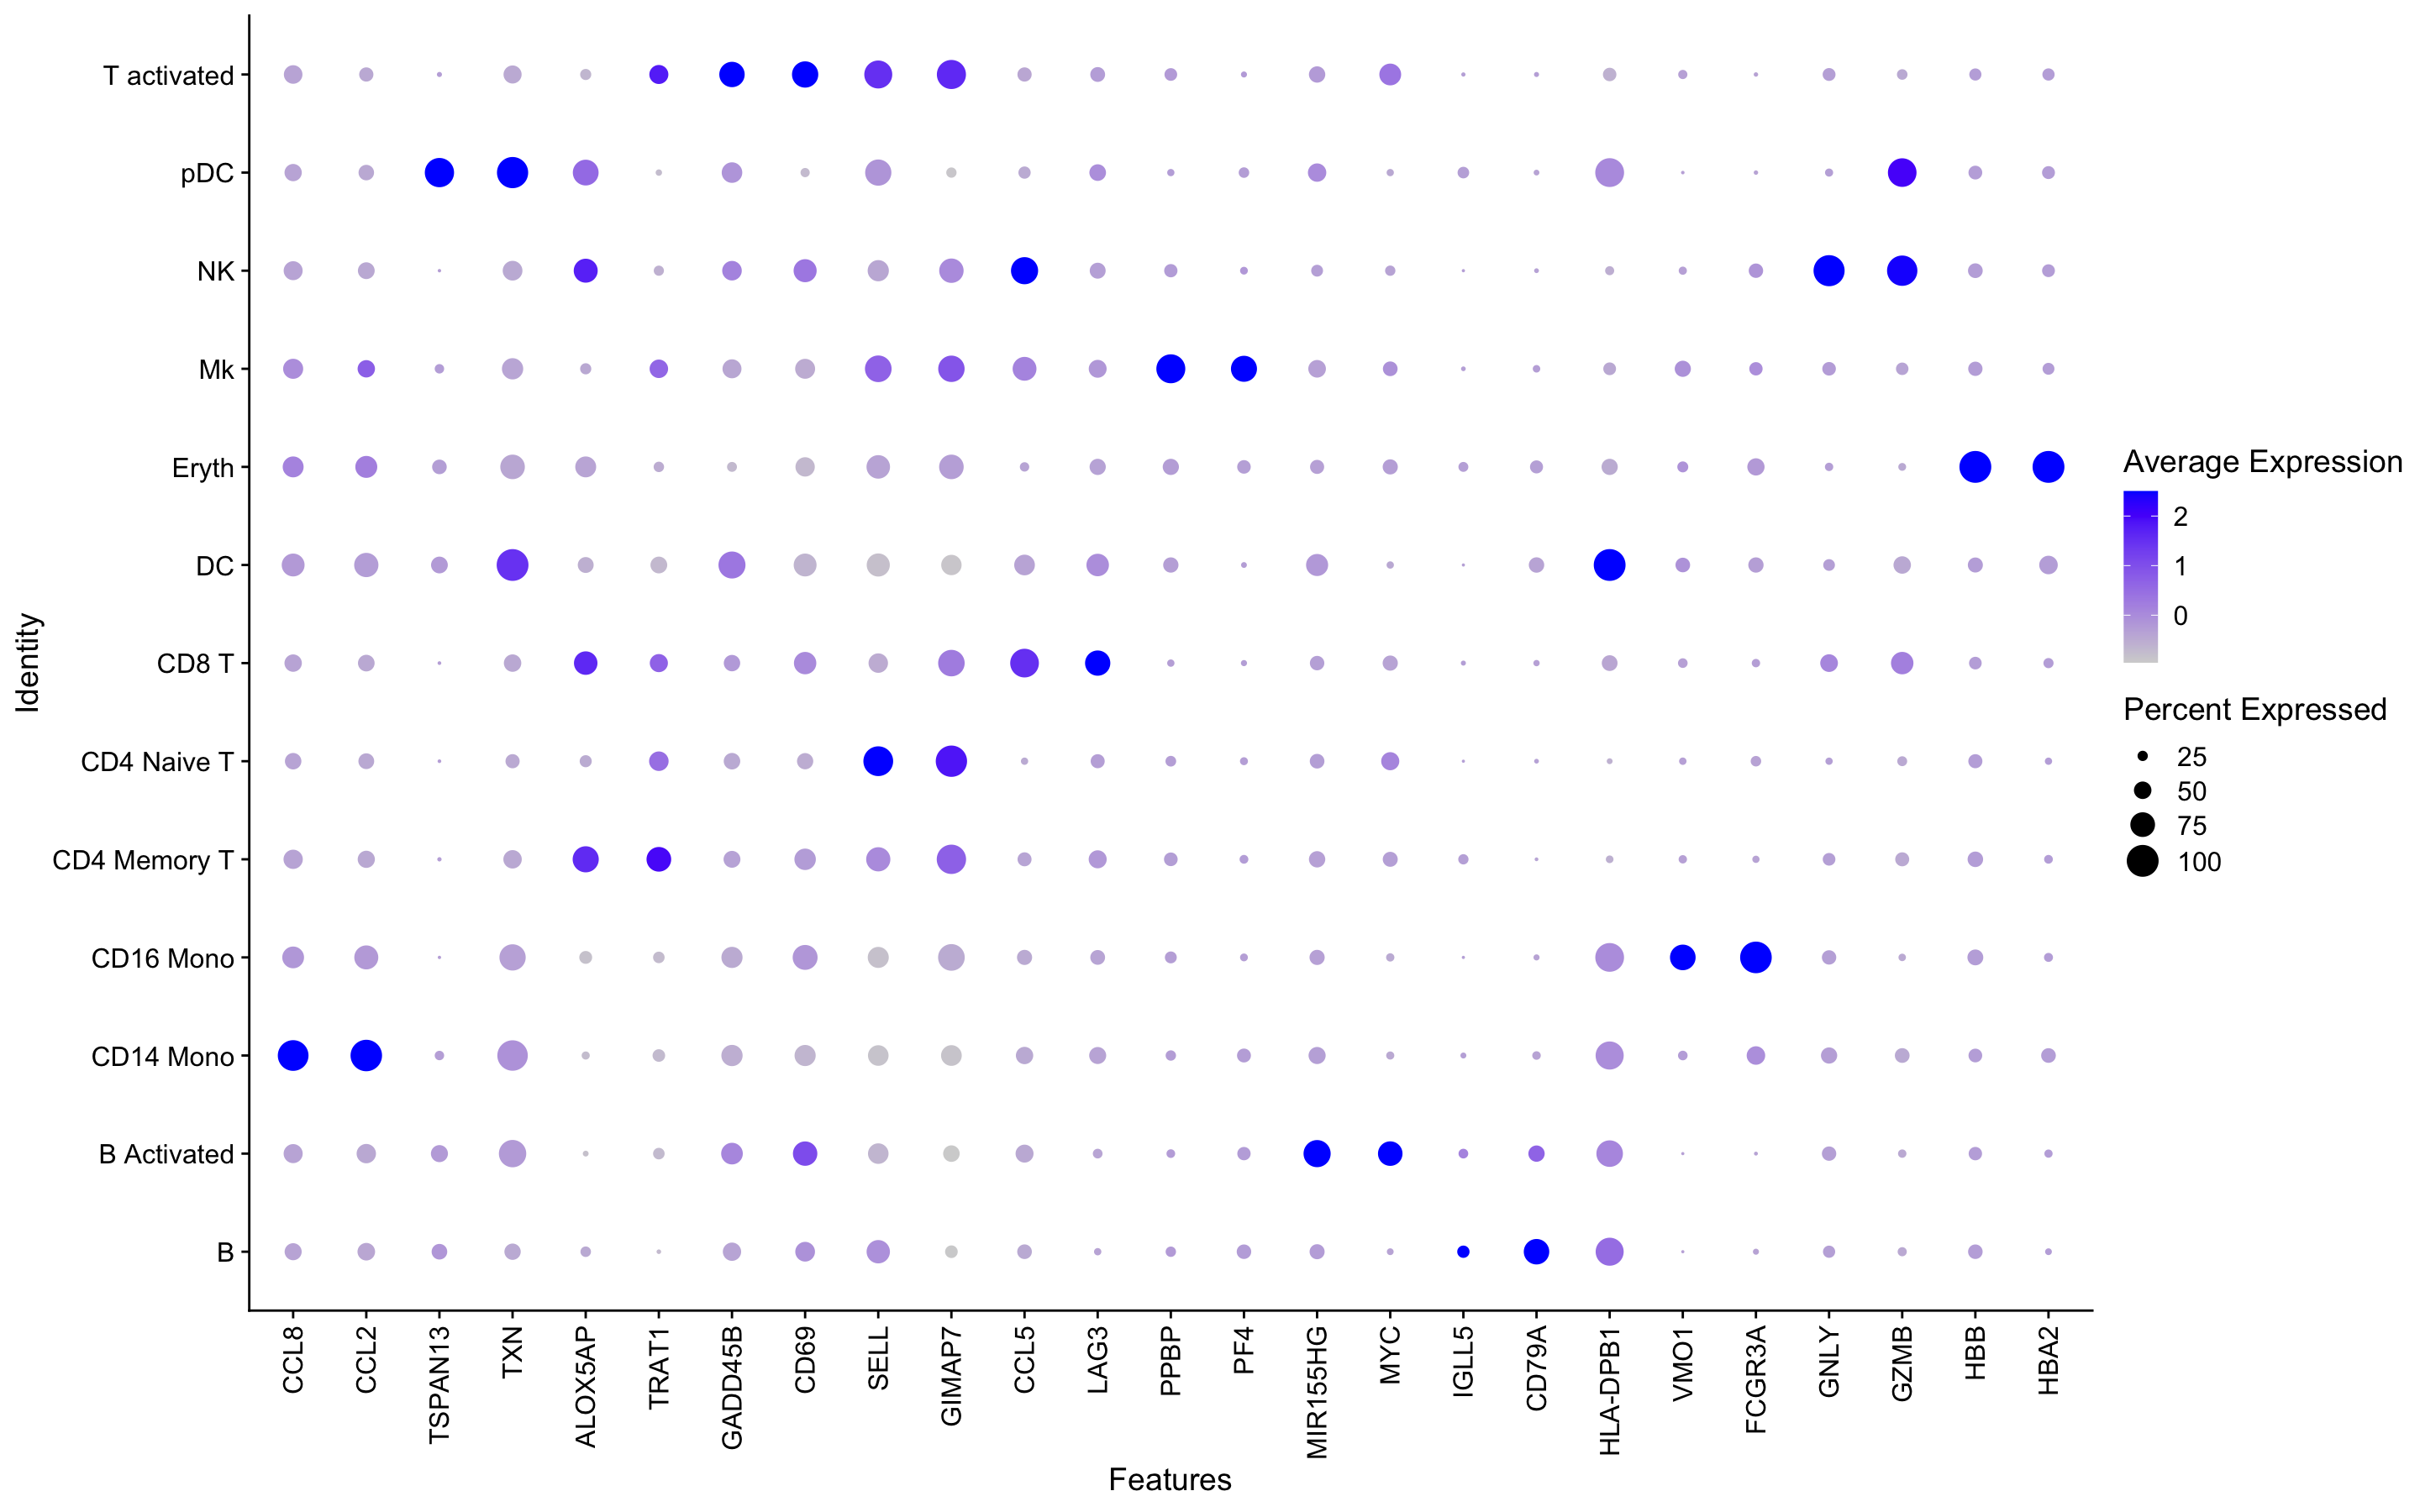 T activated
pDC
NK
Mk
Eryth
DC
CD8 T
CD4 Naive T
CD4 Memory T
CD16 Mono
CD14 Mono
B Activated
B
Identity
CCL8
CCL2
TSPAN13
TXN
ALOX5AP
TRAT1
GADD45B
CD69
SELL
GIMAP7
CCL5
LAG3
PPBP
PF4
MIR155HG
MYC
IGLL5
CD79A
HLA-DPB1
VMO1
FCGR3A
GNLY
GZMB
HBB
HBA2
Features
Average Expression
2
1
0
Percent Expressed
25
50
75
100